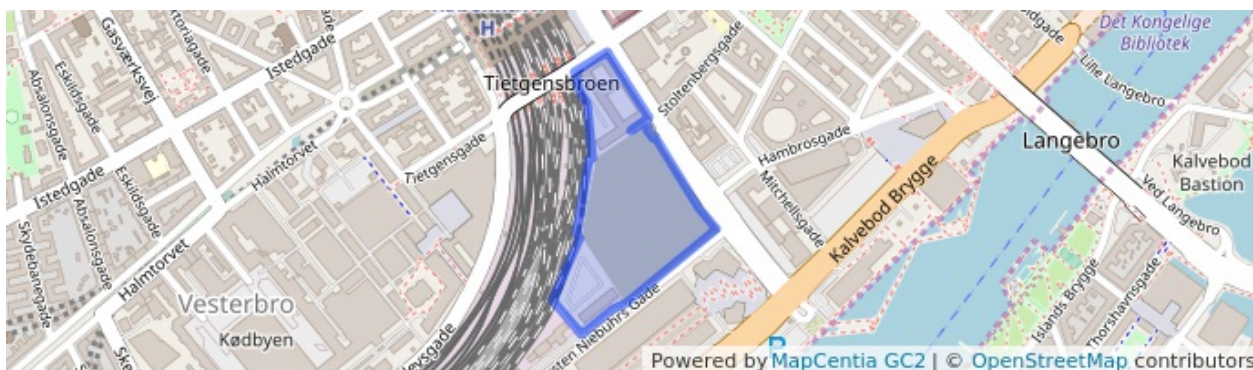 Gasværksvej
Istedgade
H
Det Kongelige
Bibliotek
Absalonsgade
Eskildsgade
Tietgensbroen
Stoltenbergsgade
Lille Langebro
Langebro
Kalvebod
Bastion
Halmtorvet
Tietgensgade
Hambrosgade
Ved Langebro
Istedgade
Eskildsgade
Absalonsgade
Mitchellsgade
Kalvebod Brygge
Skydebanegade
Halmtorvet
Vesterbro
Kødbyen
Islands Brygge
Thorshavnsgade
sten Niebuhrs Gade
P
Powered by MapCentia GC2 | © OpenStreetMap contributors